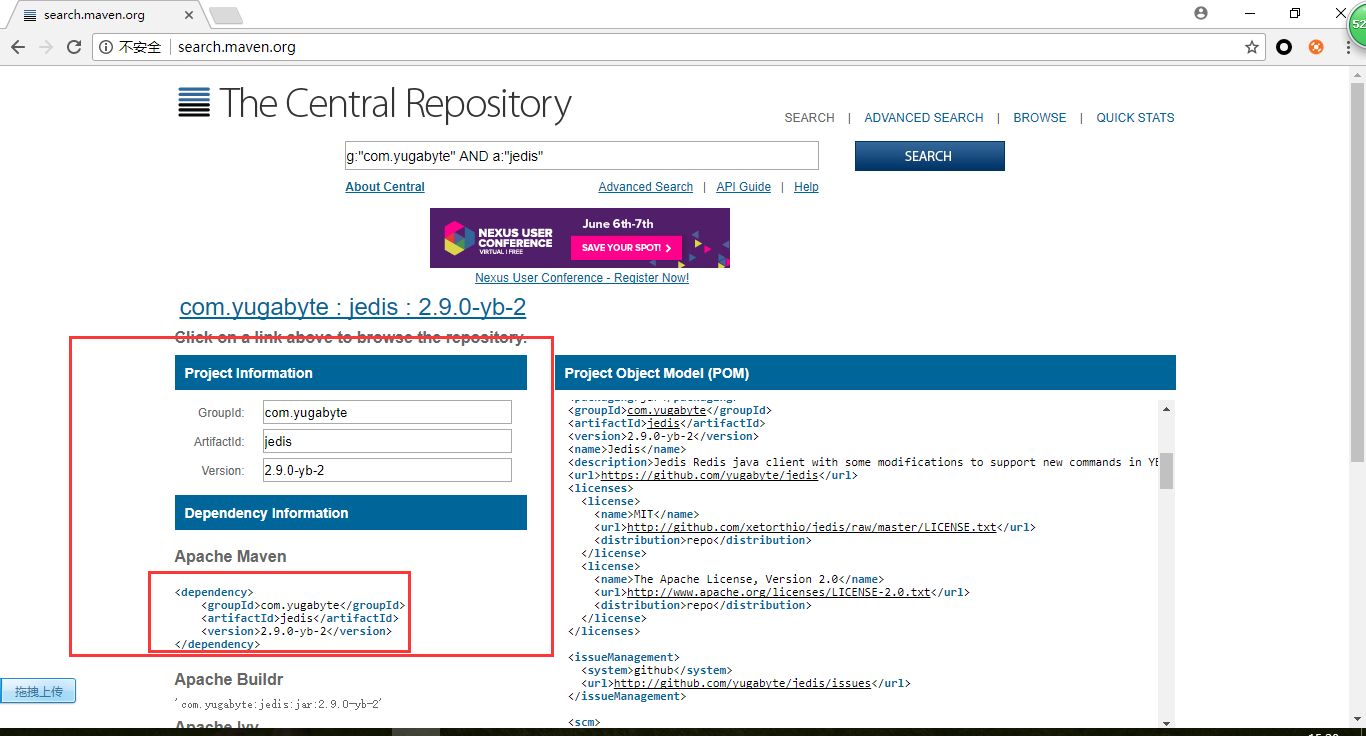 search.maven.org
52
不安全 search.maven.org
The Central Repository
SEARCH | ADVANCED SEARCH | BROWSE | QUICK STATS
g:"com.yugabyte" AND a:"jedis"
SEARCH
About Central
Advanced Search | API Guide | Help
NEXUS USER
CONFERENCE
VIRTUAL | FREE
June 6th-7th
SAVE YOUR SPOT!
Nexus User Conference - Register Now!
com.yugabyte : jedis : 2.9.0-yb-2
Click on a link above to browse the repository.
Project Information
GroupId: com.yugabyte
ArtifactId: jedis
Version: 2.9.0-yb-2
Dependency Information
Apache Maven
<dependency>
<groupId>com.yugabyte</groupId>
<artifactId>jedis</artifactId>
<version>2.9.0-yb-2</version>
</dependency>
Apache Buildr
'com.yugabyte:jedis:jar:2.9.0-yb-2'
Apache Ivy
拖拽上传
Project Object Model (POM)
<packaging>jar</packaging>
<groupId>com.yugabyte</groupId>
<artifactId>jedis</artifactId>
<version>2.9.0-yb-2</version>
<name>Jedis</name>
<description>Jedis Redis java client with some modifications to support new commands in YE
<url>https://github.com/yugabyte/jedis</url>
<licenses>
<license>
<name>MIT</name>
<url>http://github.com/xetorthio/jedis/raw/master/LICENSE.txt</url>
<distribution>repo</distribution>
</license>
<license>
<name>The Apache License, Version 2.0</name>
<url>http://www.apache.org/licenses/LICENSE-2.0.txt</url>
<distribution>repo</distribution>
</license>
</licenses>
<issueManagement>
<system>github</system>
<url>http://github.com/yugabyte/jedis/issues</url>
</issueManagement>
<scm>